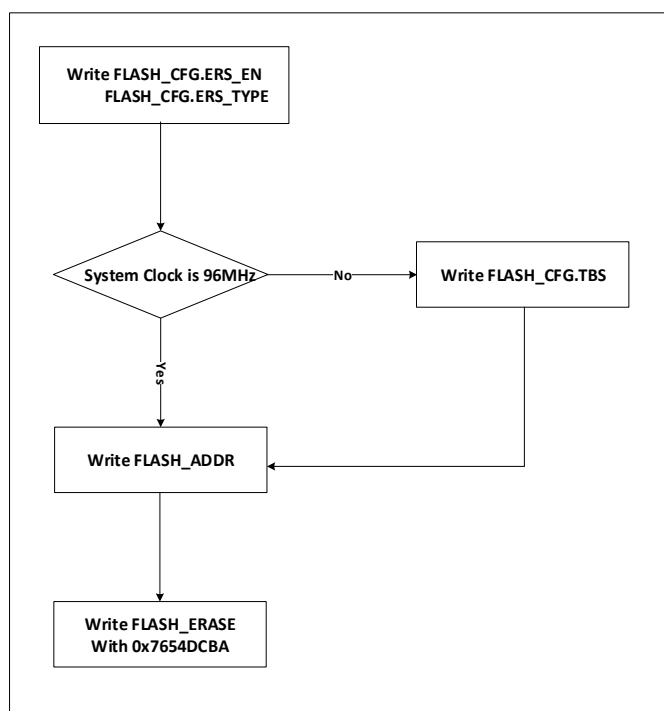 Write FLASH_CFG.ERS_EN
FLASH_CFG.ERS_TYPE
System Clock is 96MHz
No
Write FLASH_CFG.TBS
Yes
Write FLASH_ADDR
Write FLASH_ERASE
With 0x7654DCBA